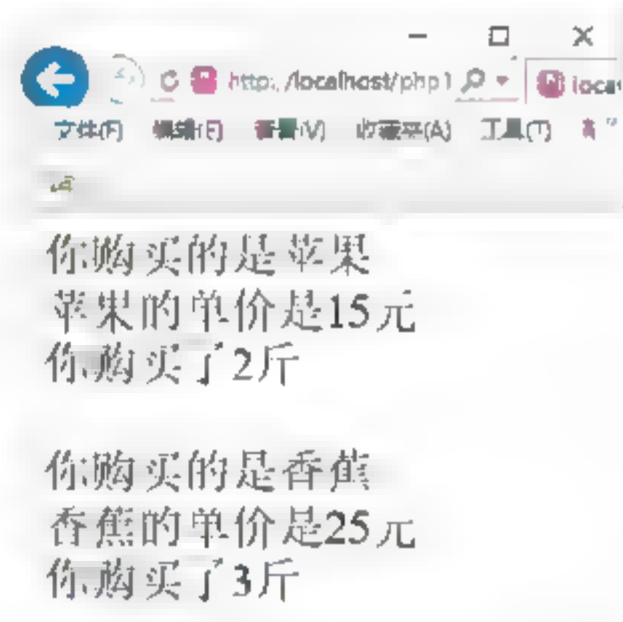 http://localhost/php1
文件(F) 编辑(E) 查看(V) 收藏夹(A) 工具(T)
你购买的是苹果
苹果的单价是15元
你购买了2斤
你购买的是香蕉
香蕉的单价是25元
你购买了3斤